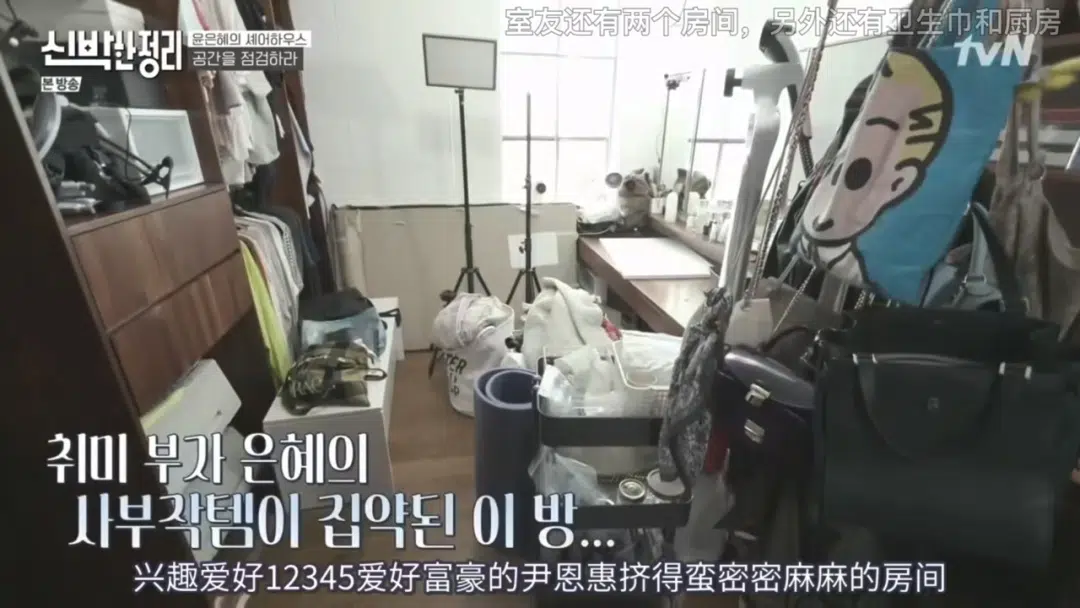 室友还有两个房间，另外还有卫生巾和厨房
신박한 정리
윤은혜의 셰어하우스
공간을 점검하라
본 방송
tvN
취미 부자 은혜의
사부작템이 집약된 이 방...
兴趣爱好12345爱好富豪的尹恩惠挤得蛮密密麻麻的房间